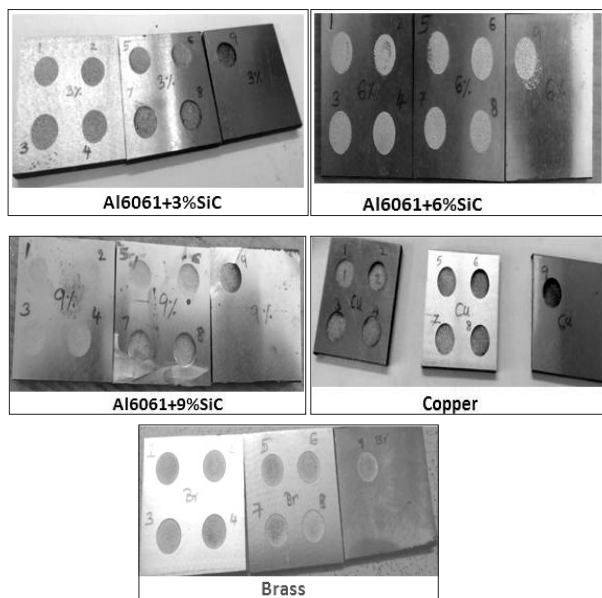 1 2 5 6 9
3% 3% 3%
3 4 7 8
Al6061+3%SiC
1 2 5 6 9
6% 6% 6%
3 4 7 8
Al6061+6%SiC
1 2 5 6 9
9% 9% 9%
3 4 7 8
Al6061+9%SiC
1 2 5 6 9
Cu Cu Cu
3 4 7 8
Copper
1 5 6 9 Br
Br Br
3 4 7 8
Brass